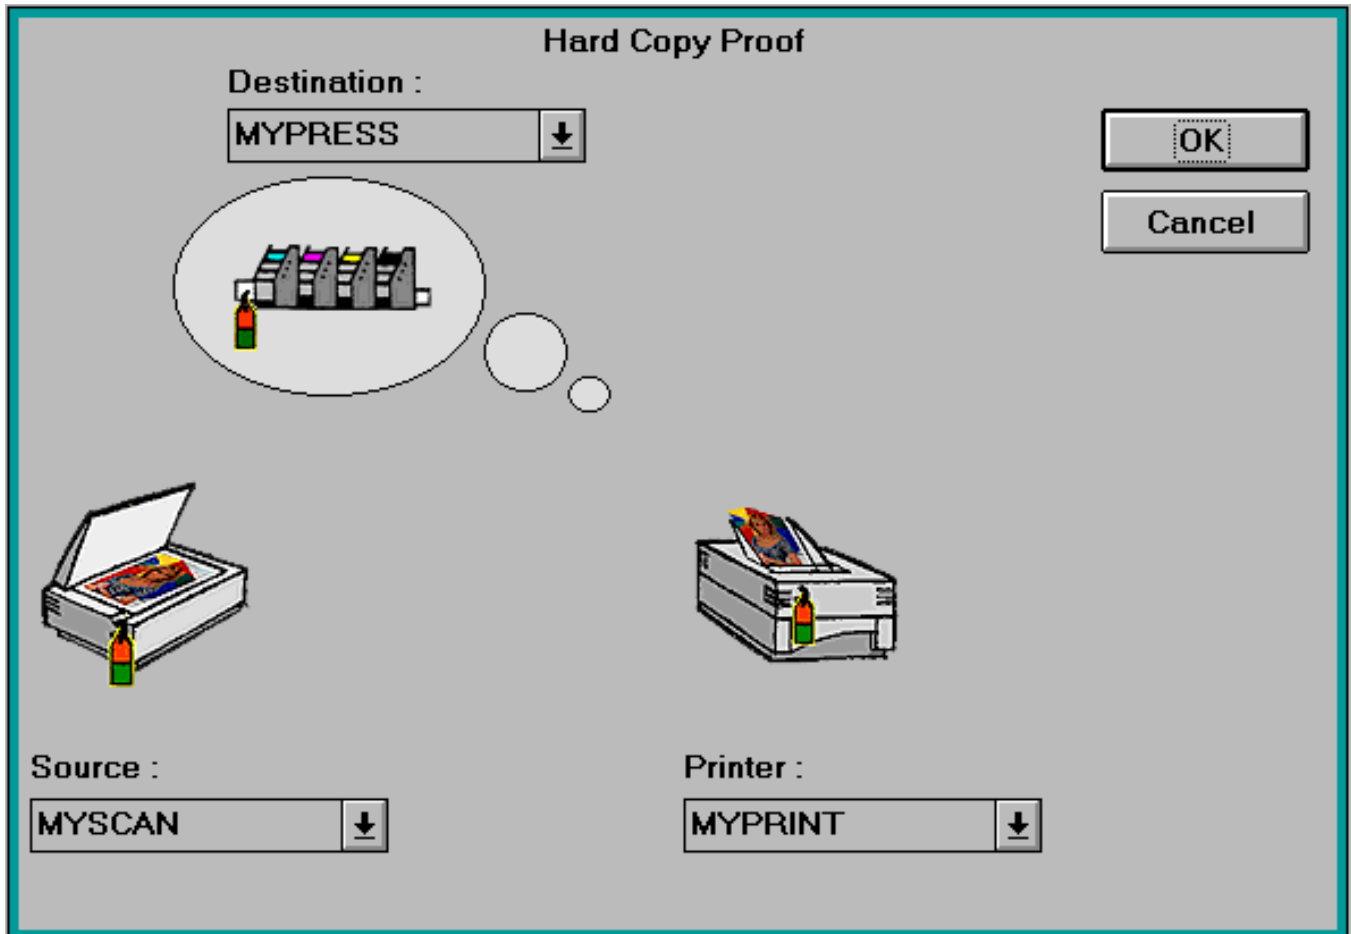 Hard Copy Proof
Destination :
MYPRESS
OK
Cancel
Source :
MYSCAN
Printer :
MYPRINT